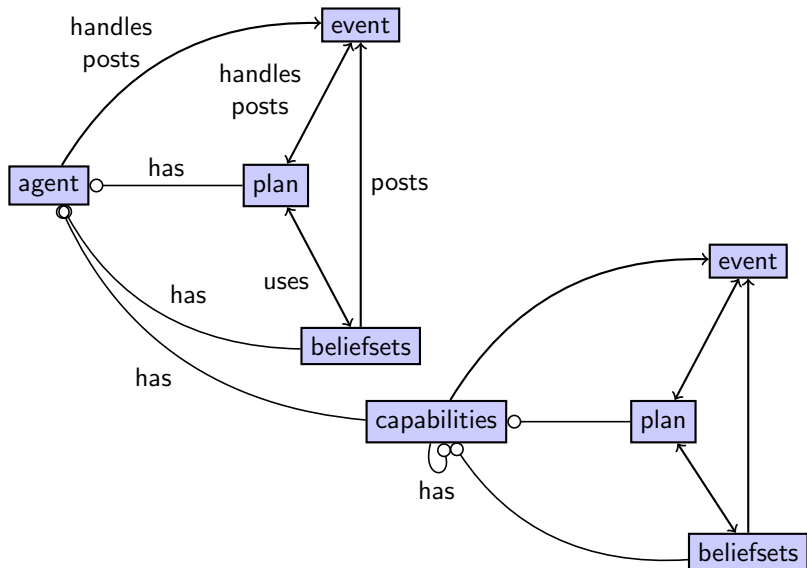 handles
posts
event
handles
posts
has
agent
plan
posts
event
uses
has
beliefsets
has
capabilities
plan
has
beliefsets